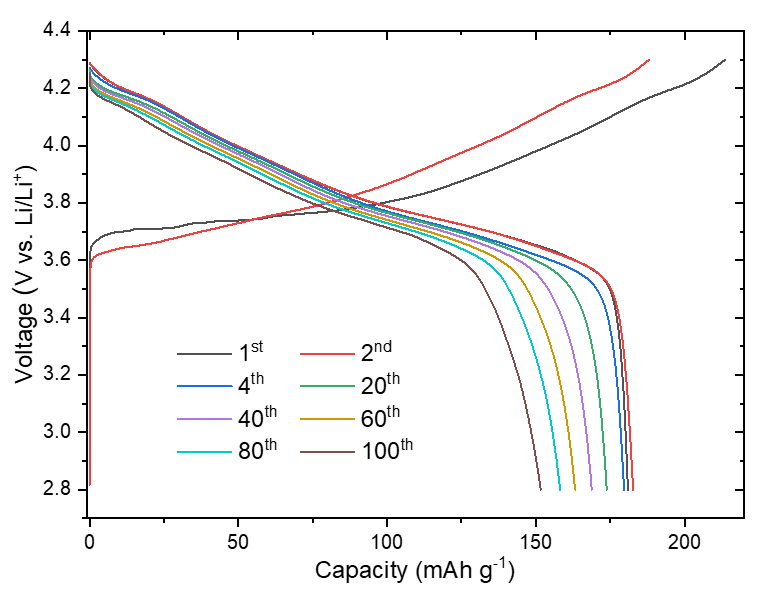 4.4
4.2
4.0
3.8
3.6
3.4
3.2
3.0
2.8
Voltage (V vs. Li/Li⁺)
1ˢᵗ 2ⁿᵈ
4ᵗʰ 20ᵗʰ
40ᵗʰ 60ᵗʰ
80ᵗʰ 100ᵗʰ
0 50 100 150 200
Capacity (mAh g⁻¹)